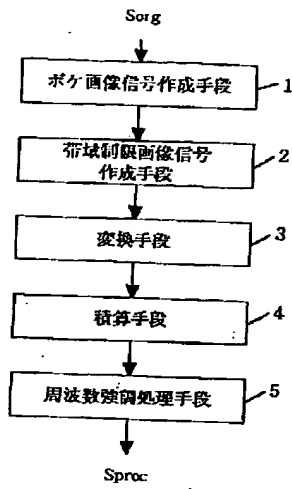 Sorg
ボケ画像信号作成手段 1
帯域制限画像信号 2
作成手段
変換手段 3
積算手段 4
周波数強調処理手段 5
Sproc